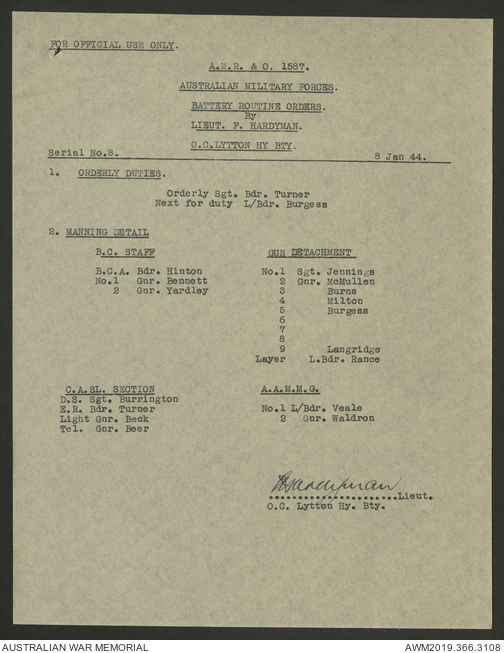 FOR OFFICIAL USE ONLY.
A.M.R. & O. 1587.
AUSTRALIAN MILITARY FORCES.
BATTERY ROUTINE ORDERS.
By
LIEUT. F. HARDYMAN.
O.C.LYTTON HY BTY.
Serial No.8. 8 Jan 44.
1. ORDERLY DUTIES.
Orderly Sgt. Bdr. Turner
Next for duty L/Bdr. Burgess
2. MANNING DETAIL
B.C. STAFF
B.C.A. Bdr. Hinton
No.1 Gnr. Bennett
2 Gnr. Yardley
GUN DETACHMENT
No.1 Sgt. Jennings
2 Gnr. McMullen
3 Burns
4 Milton
5 Burgess
6
7
8
9 Langridge
Layer L.Bdr. Rance
C.A.SL. SECTION
D.S. Sgt. Burrington
E.R. Bdr. Turner
Light Gnr. Beck
Tel. Gnr. Beer
A.A.M.M.G.
No.1 L/Bdr. Veale
2 Gnr. Waldron
FHardyman
......................Lieut.
O.C. Lytton Hy. Bty.
AUSTRALIAN WAR MEMORIAL AWM2019.366.3108